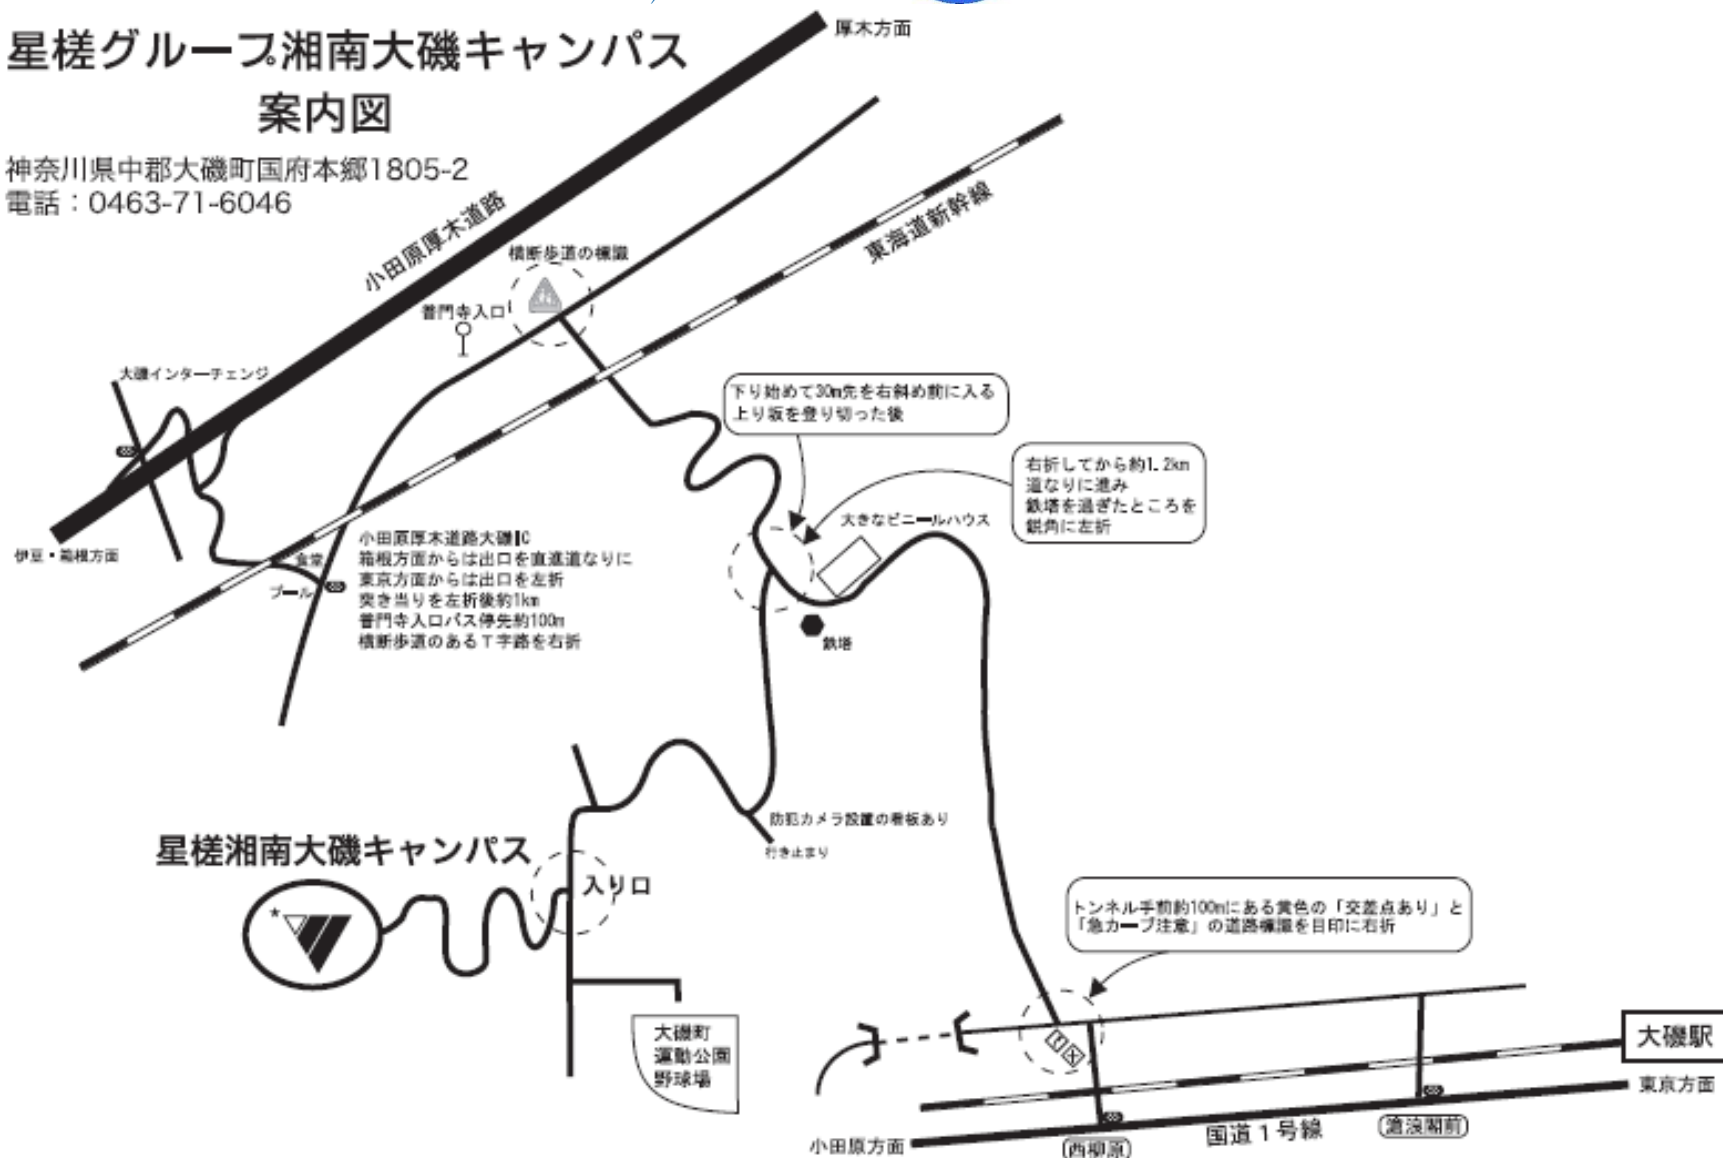 星槎グループ湘南大磯キャンパス
案内図
神奈川県中郡大磯町国府本郷1805-2
電話：0463-71-6046
厚木方面
小田原厚木道路
東海道新幹線
横断歩道の標識
普門寺入口
大磯インターチェンジ
伊豆・箱根方面
食堂
プール
小田原厚木道路大磯IC
箱根方面からは出口を直進道なりに
東京方面からは出口を左折
突き当りを左折後約1km
普門寺入口バス停先約100m
横断歩道のあるＴ字路を右折
下り始めて30m先を右斜め前に入る
上り坂を登り切った後
右折してから約1.2km
道なりに進み
鉄塔を過ぎたところを
鋭角に左折
大きなビニールハウス
鉄塔
防犯カメラ設置の看板あり
行き止まり
星槎湘南大磯キャンパス
入り口
大磯町
運動公園
野球場
トンネル手前約100mにある黄色の「交差点あり」と
「急カーブ注意」の道路標識を目印に右折
大磯駅
東京方面
小田原方面
西柳原
国道１号線
滄浪閣前